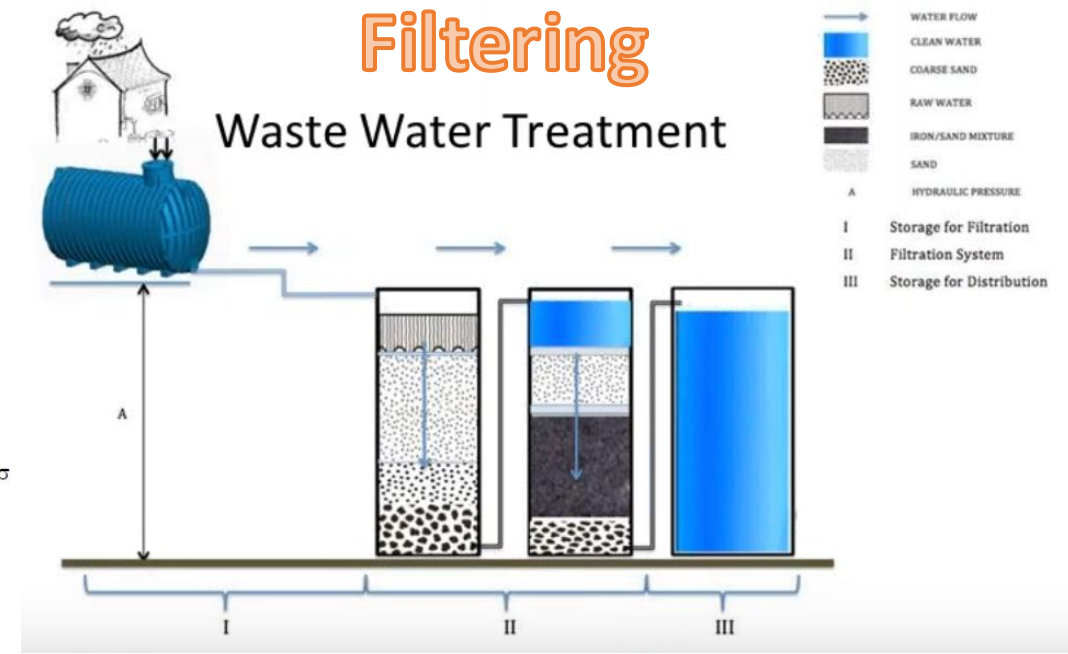 Filtering
Waste Water Treatment
WATER FLOW
CLEAN WATER
COARSE SAND
RAW WATER
IRON/SAND MIXTURE
SAND
A HYDRAULIC PRESSURE
I Storage for Filtration
II Filtration System
III Storage for Distribution
A
I II III